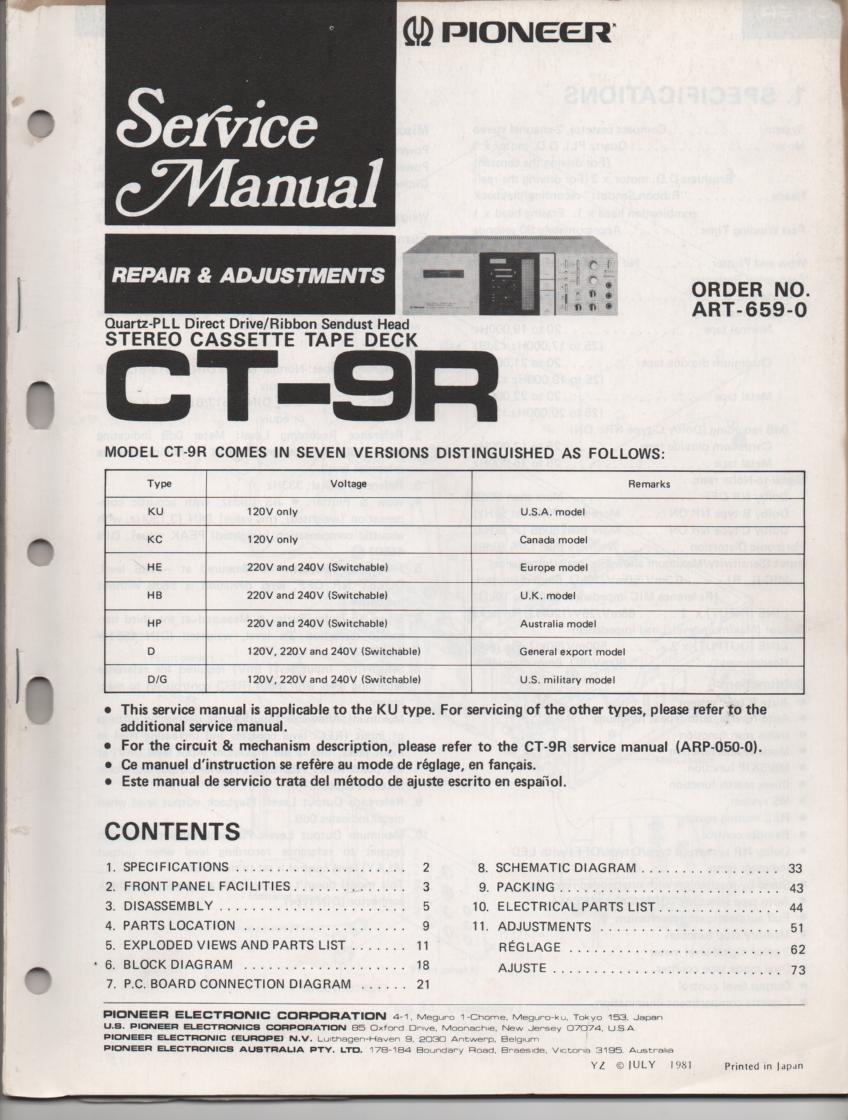 PIONEER
Service
Manual
REPAIR & ADJUSTMENTS
ORDER NO.
ART-659-0
Quartz-PLL Direct Drive/Ribbon Sendust Head
STEREO CASSETTE TAPE DECK
CT-9R
MODEL CT-9R COMES IN SEVEN VERSIONS DISTINGUISHED AS FOLLOWS:
Type Voltage Remarks
KU 120V only U.S.A. model
KC 120V only Canada model
HE 220V and 240V (Switchable) Europe model
HB 220V and 240V (Switchable) U.K. model
HP 220V and 240V (Switchable) Australia model
D 120V, 220V and 240V (Switchable) General export model
D/G 120V, 220V and 240V (Switchable) U.S. military model
● This service manual is applicable to the KU type. For servicing of the other types, please refer to the
additional service manual.
● For the circuit & mechanism description, please refer to the CT-9R service manual (ARP-050-0).
● Ce manuel d'instruction se refère au mode de réglage, en fançais.
● Este manual de servicio trata del método de ajuste escrito en español.
CONTENTS
1. SPECIFICATIONS . . . . . . . . . . . . . . . . . . . . 2
2. FRONT PANEL FACILITIES . . . . . . . . . . . . . 3
3. DISASSEMBLY . . . . . . . . . . . . . . . . . . . . . . 5
4. PARTS LOCATION . . . . . . . . . . . . . . . . . . . 9
5. EXPLODED VIEWS AND PARTS LIST . . . . . . . 11
6. BLOCK DIAGRAM . . . . . . . . . . . . . . . . . . 18
7. P.C. BOARD CONNECTION DIAGRAM . . . . . . 21
8. SCHEMATIC DIAGRAM . . . . . . . . . . . . . . . . 33
9. PACKING . . . . . . . . . . . . . . . . . . . . . . . . . 43
10. ELECTRICAL PARTS LIST . . . . . . . . . . . . . . 44
11. ADJUSTMENTS . . . . . . . . . . . . . . . . . . . . . 51
RÉGLAGE . . . . . . . . . . . . . . . . . . . . . . . . . 62
AJUSTE . . . . . . . . . . . . . . . . . . . . . . . . . . 73
PIONEER ELECTRONIC CORPORATION 4-1, Meguro 1-Chome, Meguro-ku, Tokyo 153, Japan
U.S. PIONEER ELECTRONICS CORPORATION 85 Oxford Drive, Moonachie, New Jersey 07074, U.S.A.
PIONEER ELECTRONIC (EUROPE) N.V. Luithagen-Haven 9, 2030 Antwerp, Belgium
PIONEER ELECTRONICS AUSTRALIA PTY. LTD. 178-184 Boundary Road, Braeside, Victoria 3195, Australia
YZ © JULY 1981 Printed in Japan